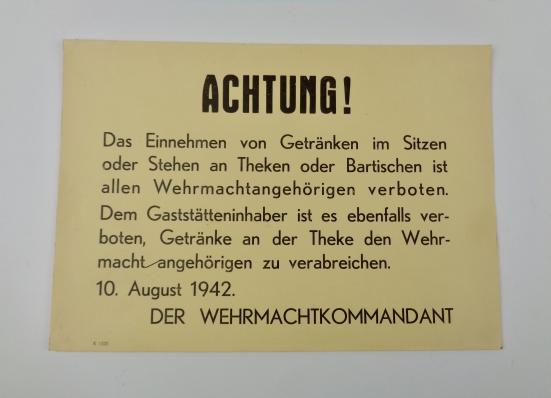 ACHTUNG!
Das Einnehmen von Getränken im Sitzen
oder Stehen an Theken oder Bartischen ist
allen Wehrmachtangehörigen verboten.
Dem Gaststätteninhaber ist es ebenfalls ver-
boten, Getränke an der Theke den Wehr-
macht angehörigen zu verabreichen.
10. August 1942.
DER WEHRMACHTKOMMANDANT